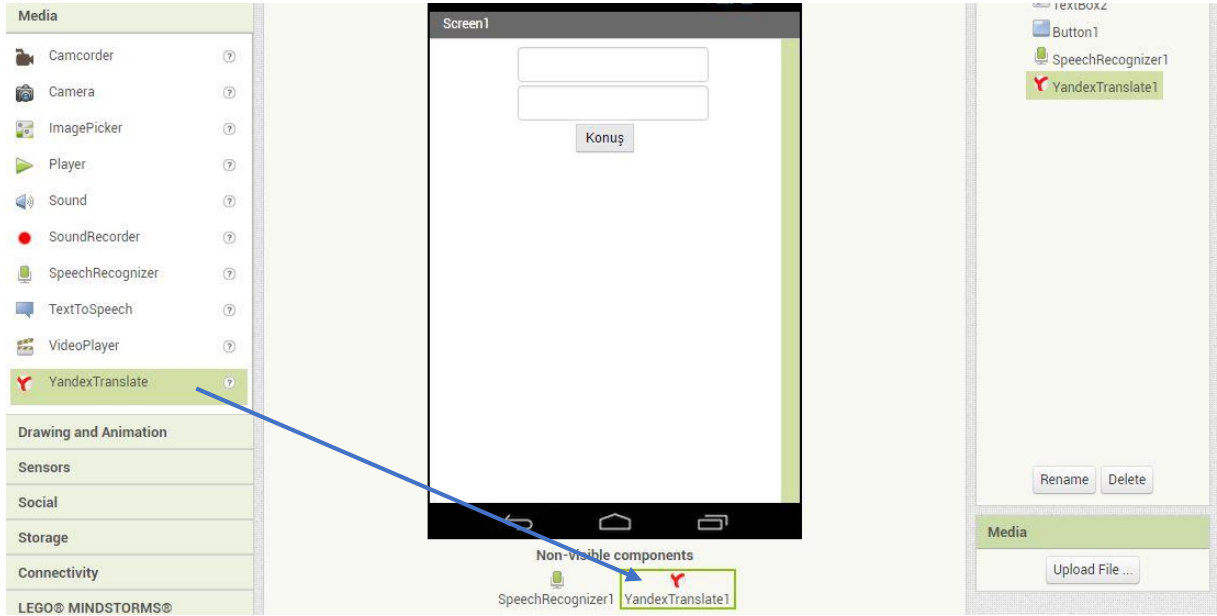 Media
Camcorder
Camera
ImagePicker
Player
Sound
SoundRecorder
SpeechRecognizer
TextToSpeech
VideoPlayer
YandexTranslate
Drawing and Animation
Sensors
Social
Storage
Connectivity
LEGO® MINDSTORMS®
Screen1
Konuş
Non-visible components
SpeechRecognizer1 YandexTranslate1
TextBox2
Button1
SpeechRecognizer1
YandexTranslate1
Rename Delete
Media
Upload File ...